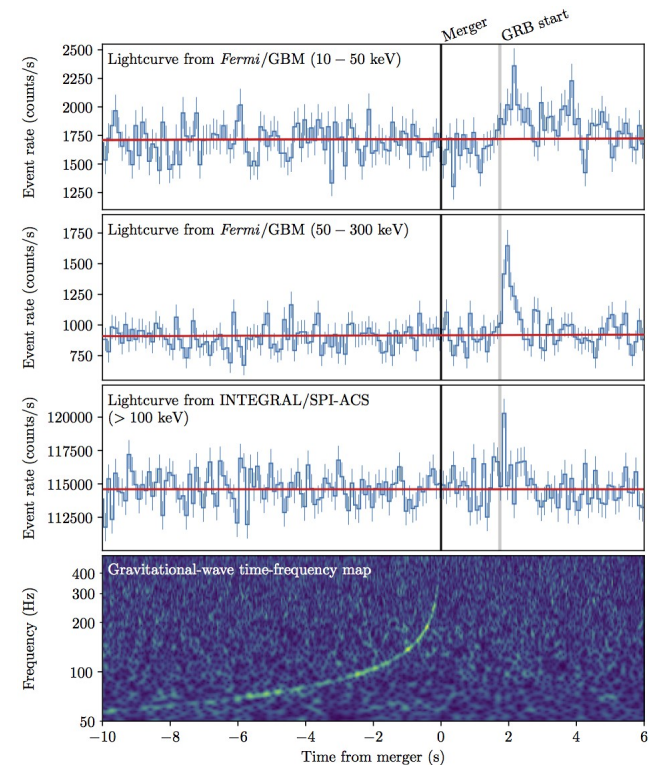 Merger
GRB start
Lightcurve from Fermi/GBM (10 − 50 keV)
Event rate (counts/s)
2500
2250
2000
1750
1500
1250
Lightcurve from Fermi/GBM (50 − 300 keV)
Event rate (counts/s)
1750
1500
1250
1000
750
Lightcurve from INTEGRAL/SPI-ACS
(> 100 keV)
Event rate (counts/s)
120000
117500
115000
112500
Gravitational-wave time-frequency map
Frequency (Hz)
400
300
200
100
50
−10 −8 −6 −4 −2 0 2 4 6
Time from merger (s)